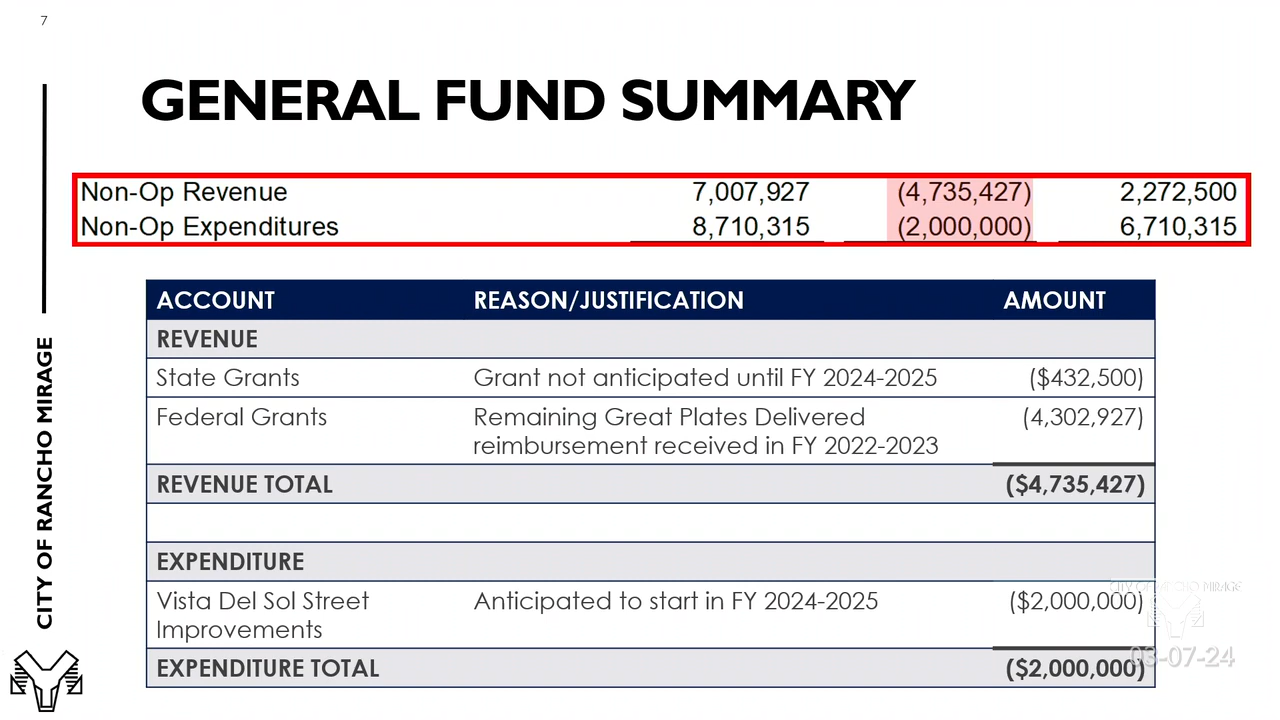 7
GENERAL FUND SUMMARY
Non-Op Revenue 7,007,927 (4,735,427) 2,272,500
Non-Op Expenditures 8,710,315 (2,000,000) 6,710,315
ACCOUNT REASON/JUSTIFICATION AMOUNT
REVENUE
State Grants Grant not anticipated until FY 2024-2025 ($432,500)
Federal Grants Remaining Great Plates Delivered (4,302,927)
reimbursement received in FY 2022-2023
REVENUE TOTAL ($4,735,427)
EXPENDITURE
Vista Del Sol Street Anticipated to start in FY 2024-2025 ($2,000,000)
Improvements
EXPENDITURE TOTAL ($2,000,000)
CITY OF RANCHO MIRAGE
CITY OF RANCHO MIRAGE
03-07-24